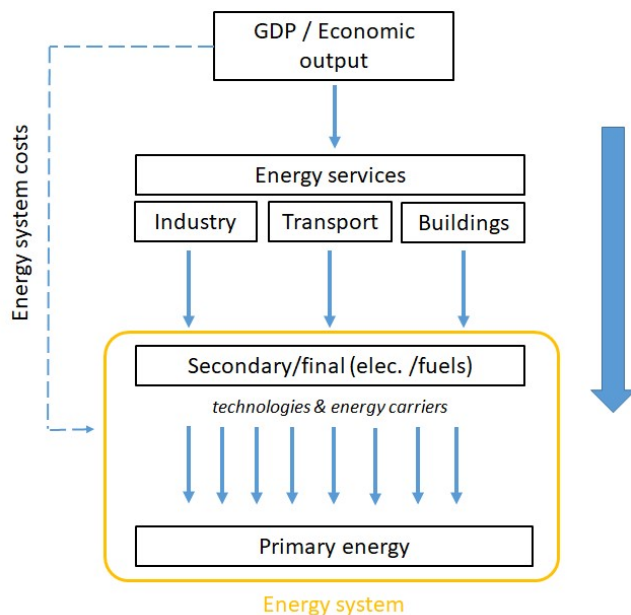 GDP / Economic
output
Energy system costs
Energy services
Industry
Transport
Buildings
Secondary/final (elec. /fuels)
technologies & energy carriers
Primary energy
Energy system